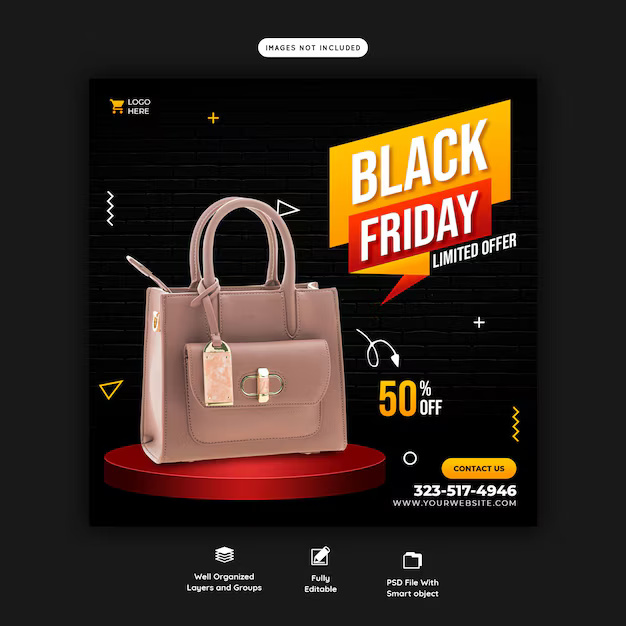 IMAGES NOT INCLUDED
LOGO
HERE
BLACK
FRIDAY
LIMITED OFFER
50% OFF
CONTACT US
323-517-4946
WWW.YOURWEBSITE.COM
Well Organized
Layers and Groups
Fully
Editable
PSD File With
Smart object